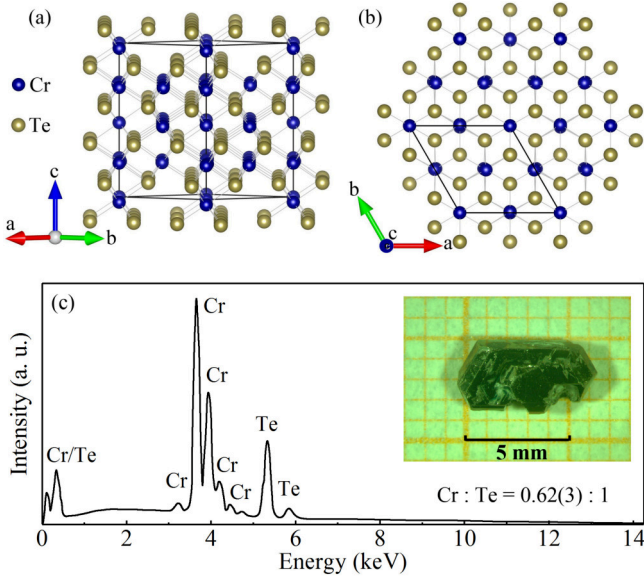 (a)
(b)
Cr
Te
c
a
b
b
c
a
(c)
Cr
Cr
Te
Cr/Te
Cr
Cr
Cr
Te
5 mm
Cr : Te = 0.62(3) : 1
Intensity (a. u.)
0
2
4
6
8
10
12
14
Energy (keV)